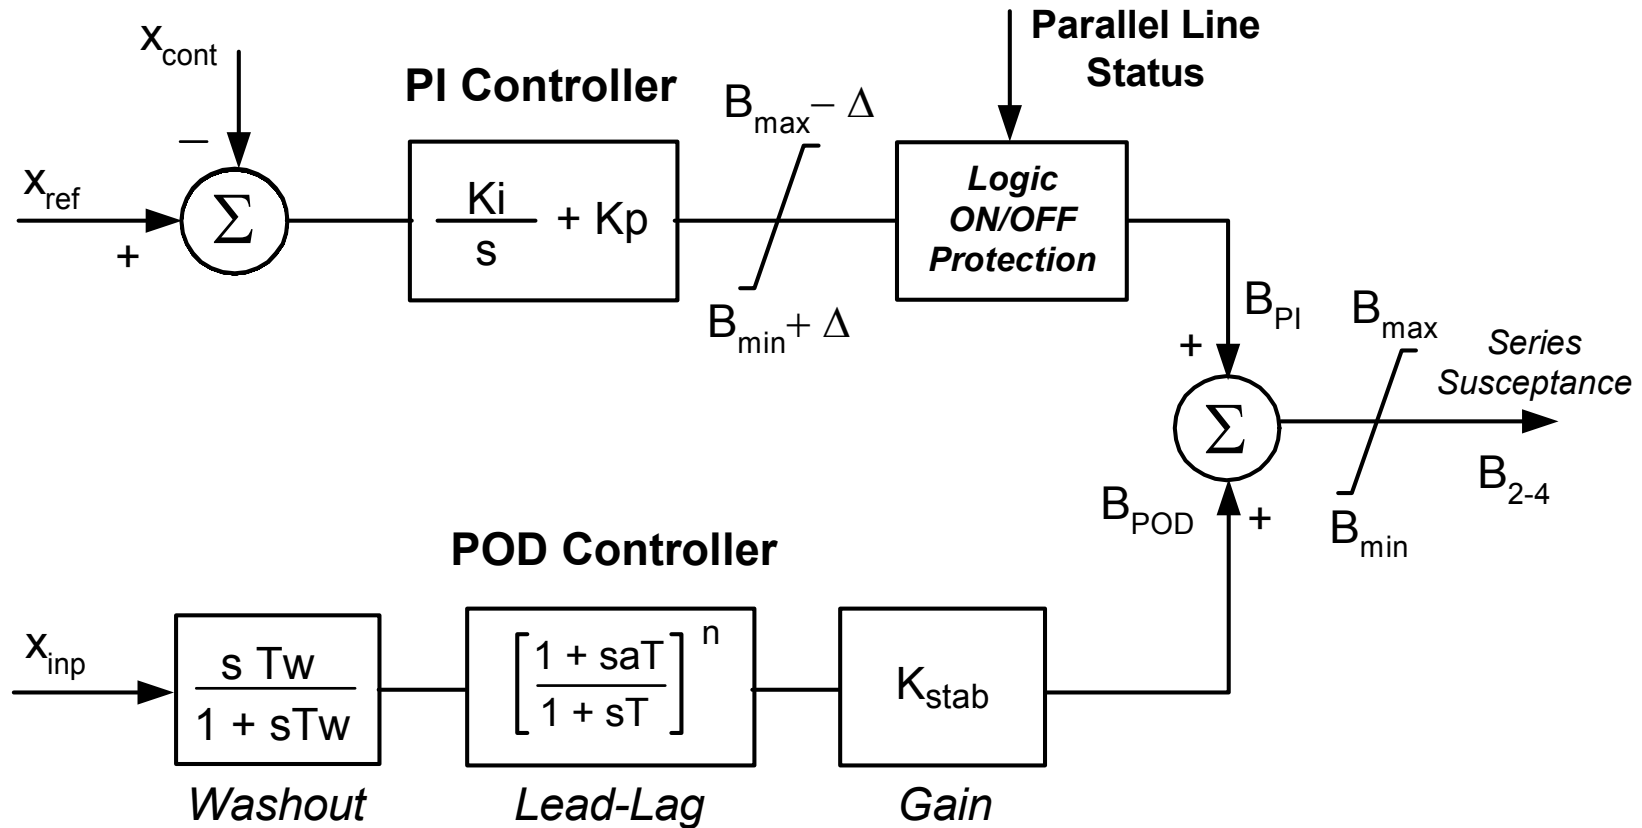 x_cont
PI Controller
Parallel Line
Status
B_max − Δ
−
x_ref
+
Σ
Ki
s
+ Kp
B_min + Δ
Logic
ON/OFF
Protection
B_PI
+
B_max
Series
Susceptance
Σ
B_2-4
B_POD
+
B_min
POD Controller
x_inp
s Tw
1 + sTw
[1 + saT
1 + sT] n
K_stab
Washout
Lead-Lag
Gain